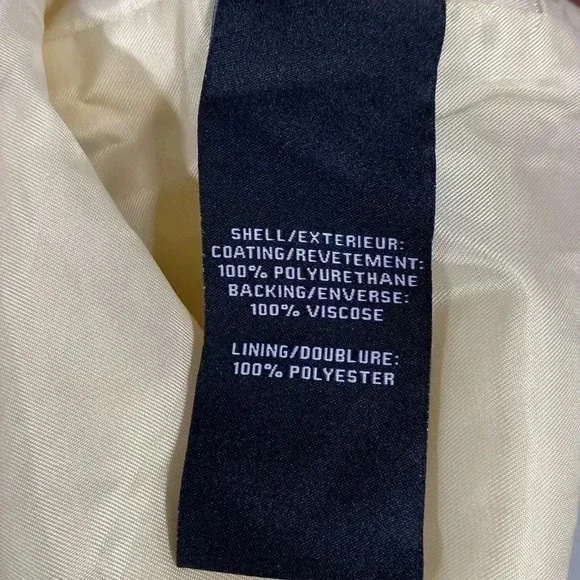 SHELL/EXTERIEUR:
COATING/REVETEMENT:
100% POLYURETHANE
BACKING/ENVERSE:
100% VISCOSE
LINING/DOUBLURE:
100% POLYESTER